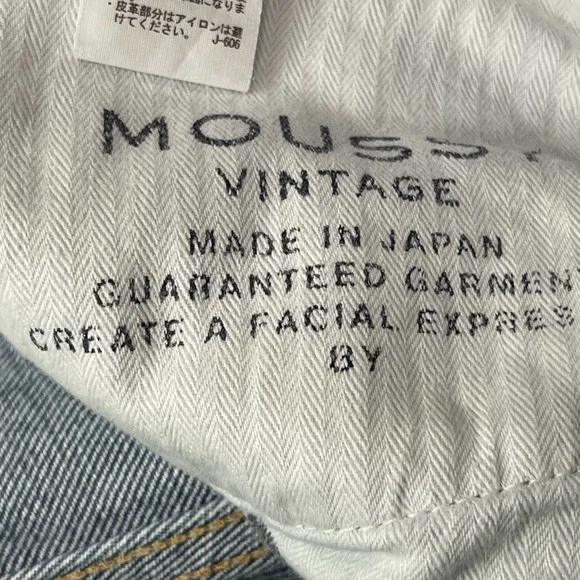 ・皮革部分はアイロンは避
けてください。 J-606
MOUSSY
VINTAGE
MADE IN JAPAN
GUARANTEED GARMEN
CREATE A FACIAL EXPRES
BY